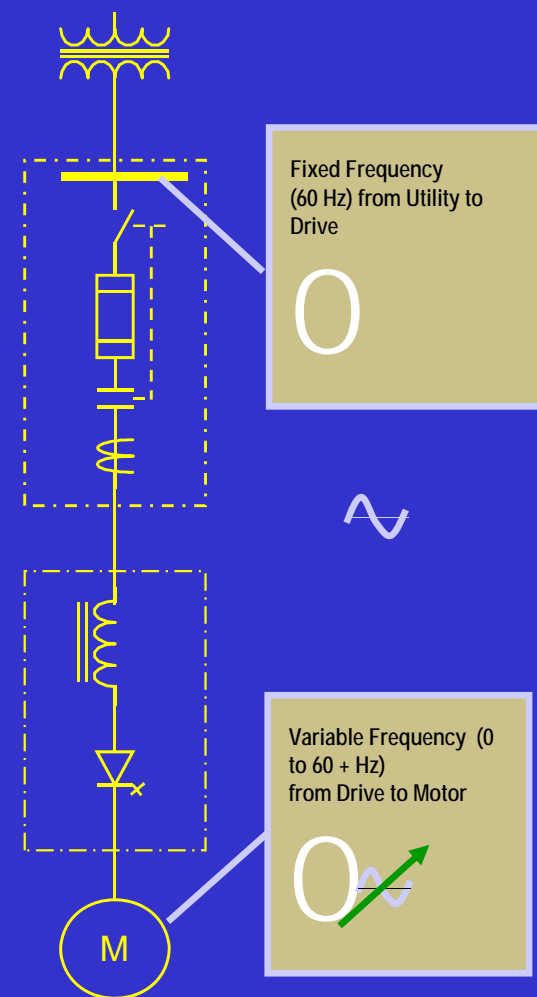 Fixed Frequency
(60 Hz) from Utility to
Drive
O
Variable Frequency (0
to 60 + Hz)
from Drive to Motor
O
M